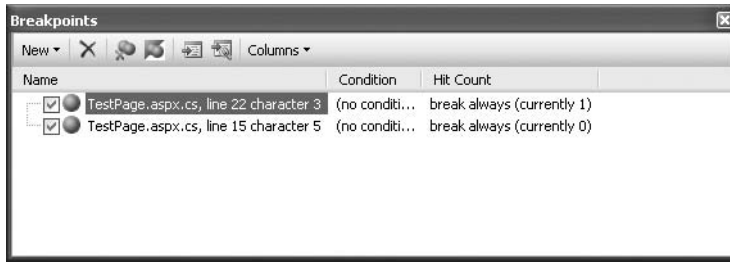 Breakpoints
New Columns
Name Condition Hit Count
TestPage.aspx.cs, line 22 character 3 (no conditi... break always (currently 1)
TestPage.aspx.cs, line 15 character 5 (no conditi... break always (currently 0)